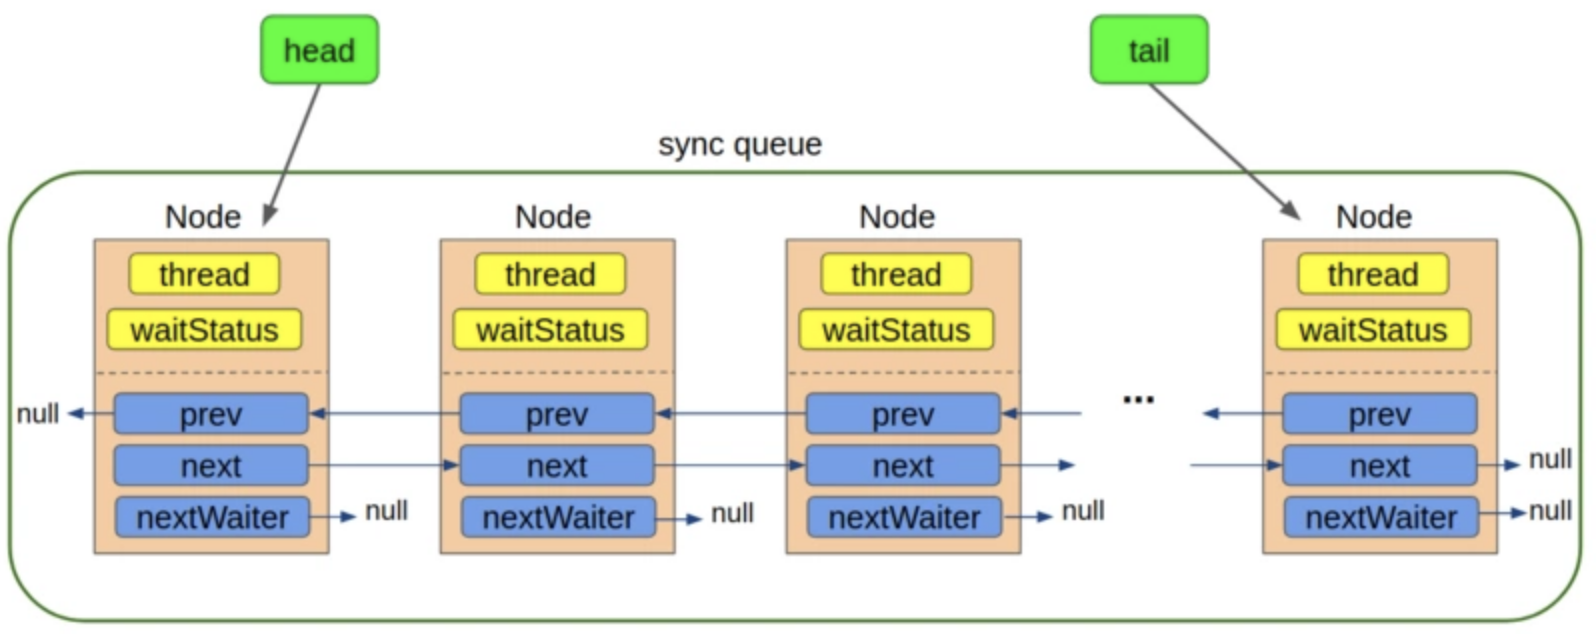 head
tail
sync queue
Node
Node
Node
Node
thread
thread
thread
thread
waitStatus
waitStatus
waitStatus
waitStatus
...
null
prev
prev
prev
prev
next
next
next
next
null
nextWaiter
null
nextWaiter
null
nextWaiter
null
nextWaiter
null